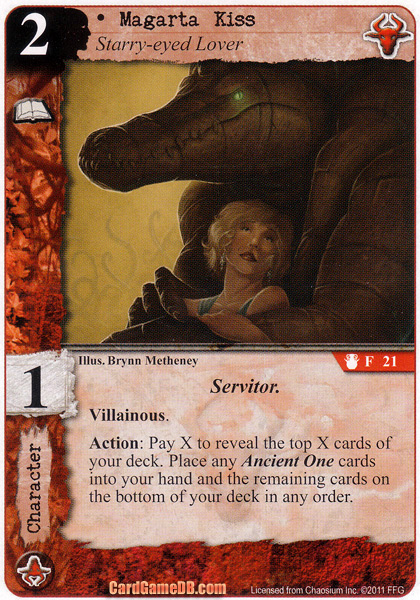 2
• Magarta Kiss
Starry-eyed Lover
Illus. Brynn Metheney
F 21
1
Servitor.
Villainous.
Action: Pay X to reveal the top X cards of
your deck. Place any Ancient One cards
into your hand and the remaining cards on
the bottom of your deck in any order.
Character
CardGameDB.com
Licensed from Chaosium Inc. ©2011 FFG